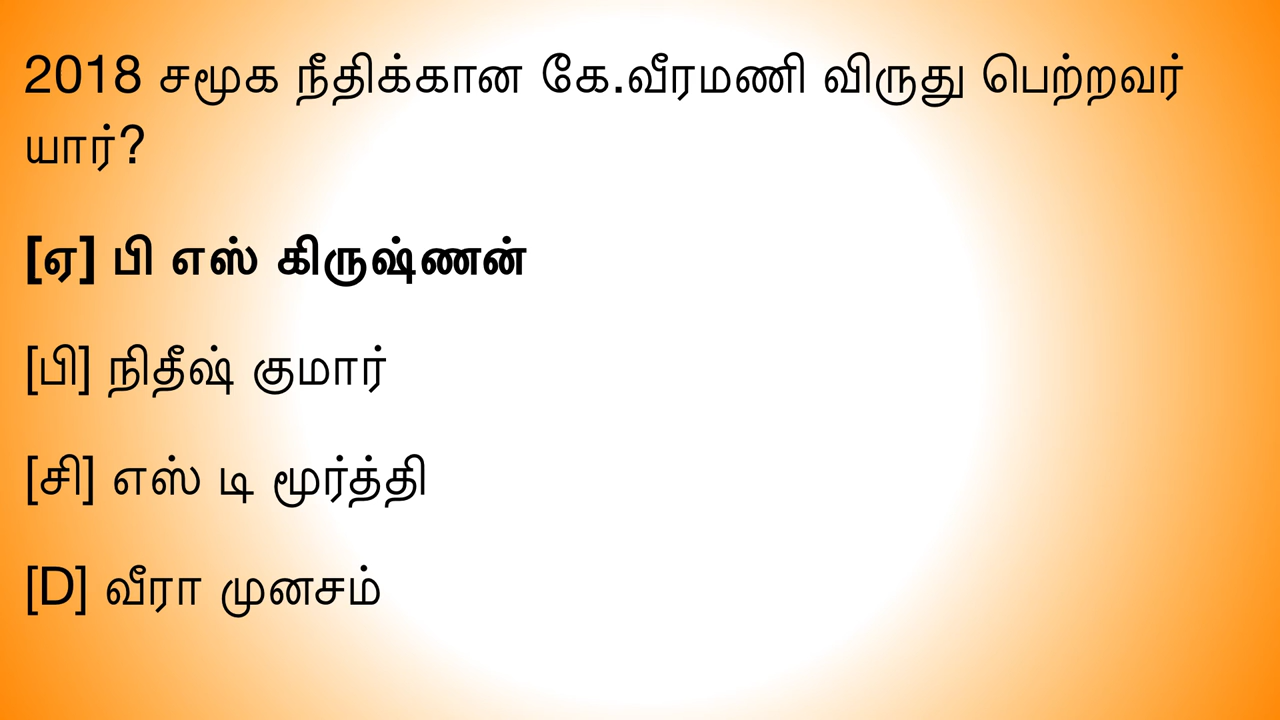 2018 சமூக நீதிக்கான கே.வீரமணி விருது பெற்றவர்
யார்?
[ஏ] பி எஸ் கிருஷ்ணன்
[பி] நிதீஷ் குமார்
[சி] எஸ் டி மூர்த்தி
[D] வீரா முனசம்